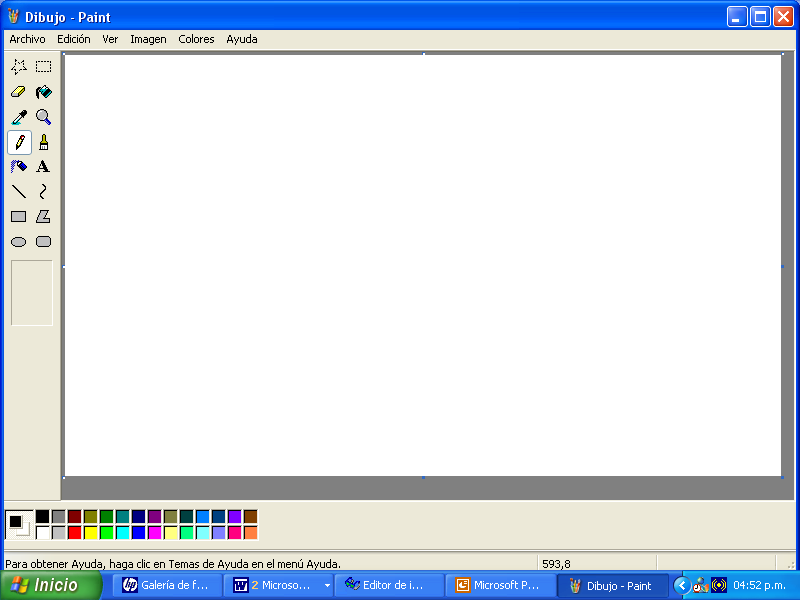 Dibujo - Paint
Archivo Edición Ver Imagen Colores Ayuda
A
Para obtener Ayuda, haga clic en Temas de Ayuda en el menú Ayuda. 593,8
Inicio hp Galería de f... W 2 Microso... Editor de i... Microsoft P... Dibujo - Paint 04:52 p.m.